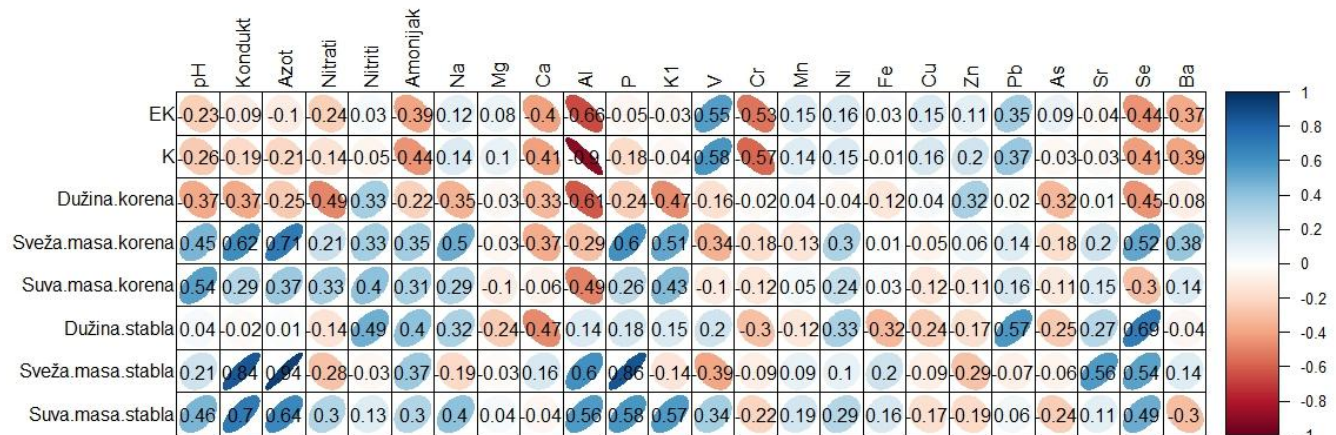 pH Kondukt Azot Nitrati Nitriti Amonijak Na Mg Ca Al P K1 V Cr Mn Ni Fe Cu Zn Pb As Sr Se Ba
EK -0.23 -0.09 -0.1 -0.24 0.03 -0.39 0.12 0.08 -0.4 -0.66 -0.05 -0.03 0.55 -0.53 0.15 0.16 0.03 0.15 0.11 0.35 0.09 -0.04 -0.44 -0.37
K -0.26 -0.19 -0.21 -0.14 -0.05 -0.44 0.14 0.1 -0.41 -0.9 -0.18 -0.04 0.58 -0.57 0.14 0.15 -0.01 0.16 0.2 0.37 -0.03 -0.03 -0.41 -0.39
Dužina.korena -0.37 -0.37 -0.25 -0.49 0.33 -0.22 -0.35 -0.03 -0.33 -0.61 -0.24 -0.47 -0.16 -0.02 0.04 -0.04 -0.12 0.04 0.32 0.02 -0.32 0.01 -0.45 -0.08
Sveža.masa.korena 0.45 0.62 0.71 0.21 0.33 0.35 0.5 -0.03 -0.37 -0.29 0.6 0.51 -0.34 -0.18 -0.13 0.3 0.01 -0.05 0.06 0.14 -0.18 0.2 0.52 0.38
Suva.masa.korena 0.54 0.29 0.37 0.33 0.4 0.31 0.29 -0.1 -0.06 -0.49 0.26 0.43 -0.1 -0.12 0.05 0.24 0.03 -0.12 -0.11 0.16 -0.11 0.15 -0.3 0.14
Dužina.stabla 0.04 -0.02 0.01 -0.14 0.49 0.4 0.32 -0.24 -0.47 0.14 0.18 0.15 0.2 -0.3 -0.12 0.33 -0.32 -0.24 -0.17 0.57 -0.25 0.27 0.69 -0.04
Sveža.masa.stabla 0.21 0.84 0.94 -0.28 -0.03 0.37 -0.19 -0.03 0.16 0.6 0.86 -0.14 -0.39 -0.09 0.09 0.1 0.2 -0.09 -0.29 -0.07 -0.06 0.56 0.54 0.14
Suva.masa.stabla 0.46 0.7 0.64 0.3 0.13 0.3 0.4 0.04 -0.04 0.56 0.58 0.57 0.34 -0.22 0.19 0.29 0.16 -0.17 -0.19 0.06 -0.24 0.11 0.49 -0.3
1
0.8
0.6
0.4
0.2
0
-0.2
-0.4
-0.6
-0.8
-1